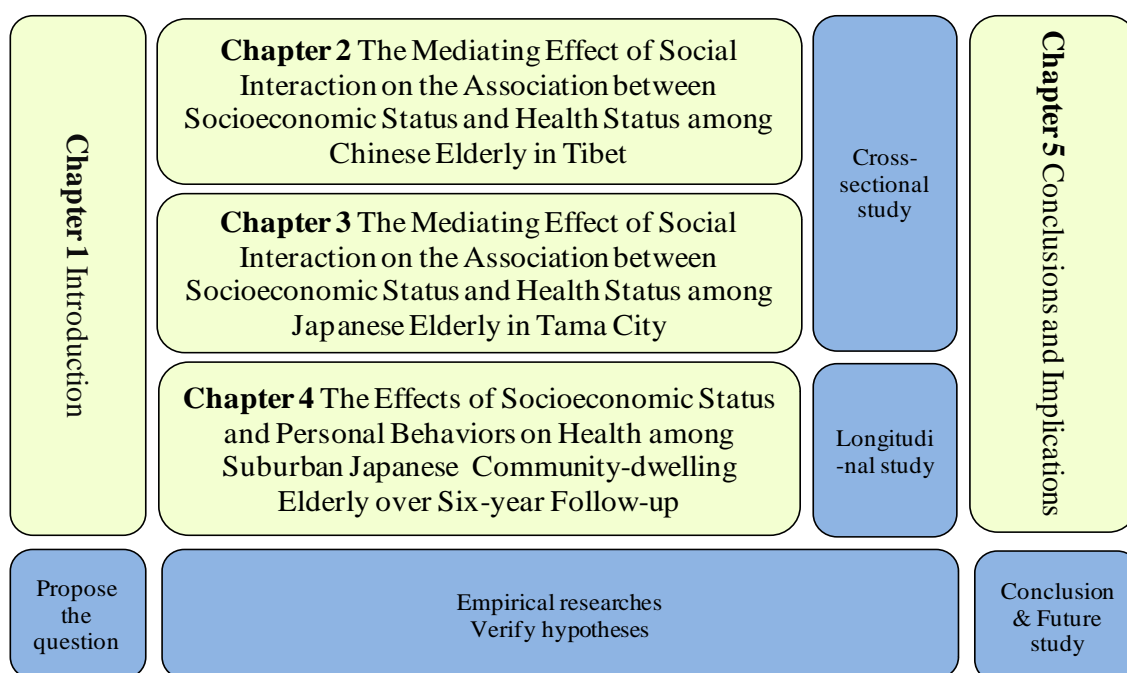 Chapter 1 Introduction
Chapter 2 The Mediating Effect of Social
Interaction on the Association between
Socioeconomic Status and Health Status among
Chinese Elderly in Tibet
Chapter 3 The Mediating Effect of Social
Interaction on the Association between
Socioeconomic Status and Health Status among
Japanese Elderly in Tama City
Chapter 4 The Effects of Socioeconomic Status
and Personal Behaviors on Health among
Suburban Japanese Community-dwelling
Elderly over Six-year Follow-up
Cross-
sectional
study
Longitudi
-nal study
Chapter 5 Conclusions and Implications
Propose
the
question
Empirical researches
Verify hypotheses
Conclusion
& Future
study